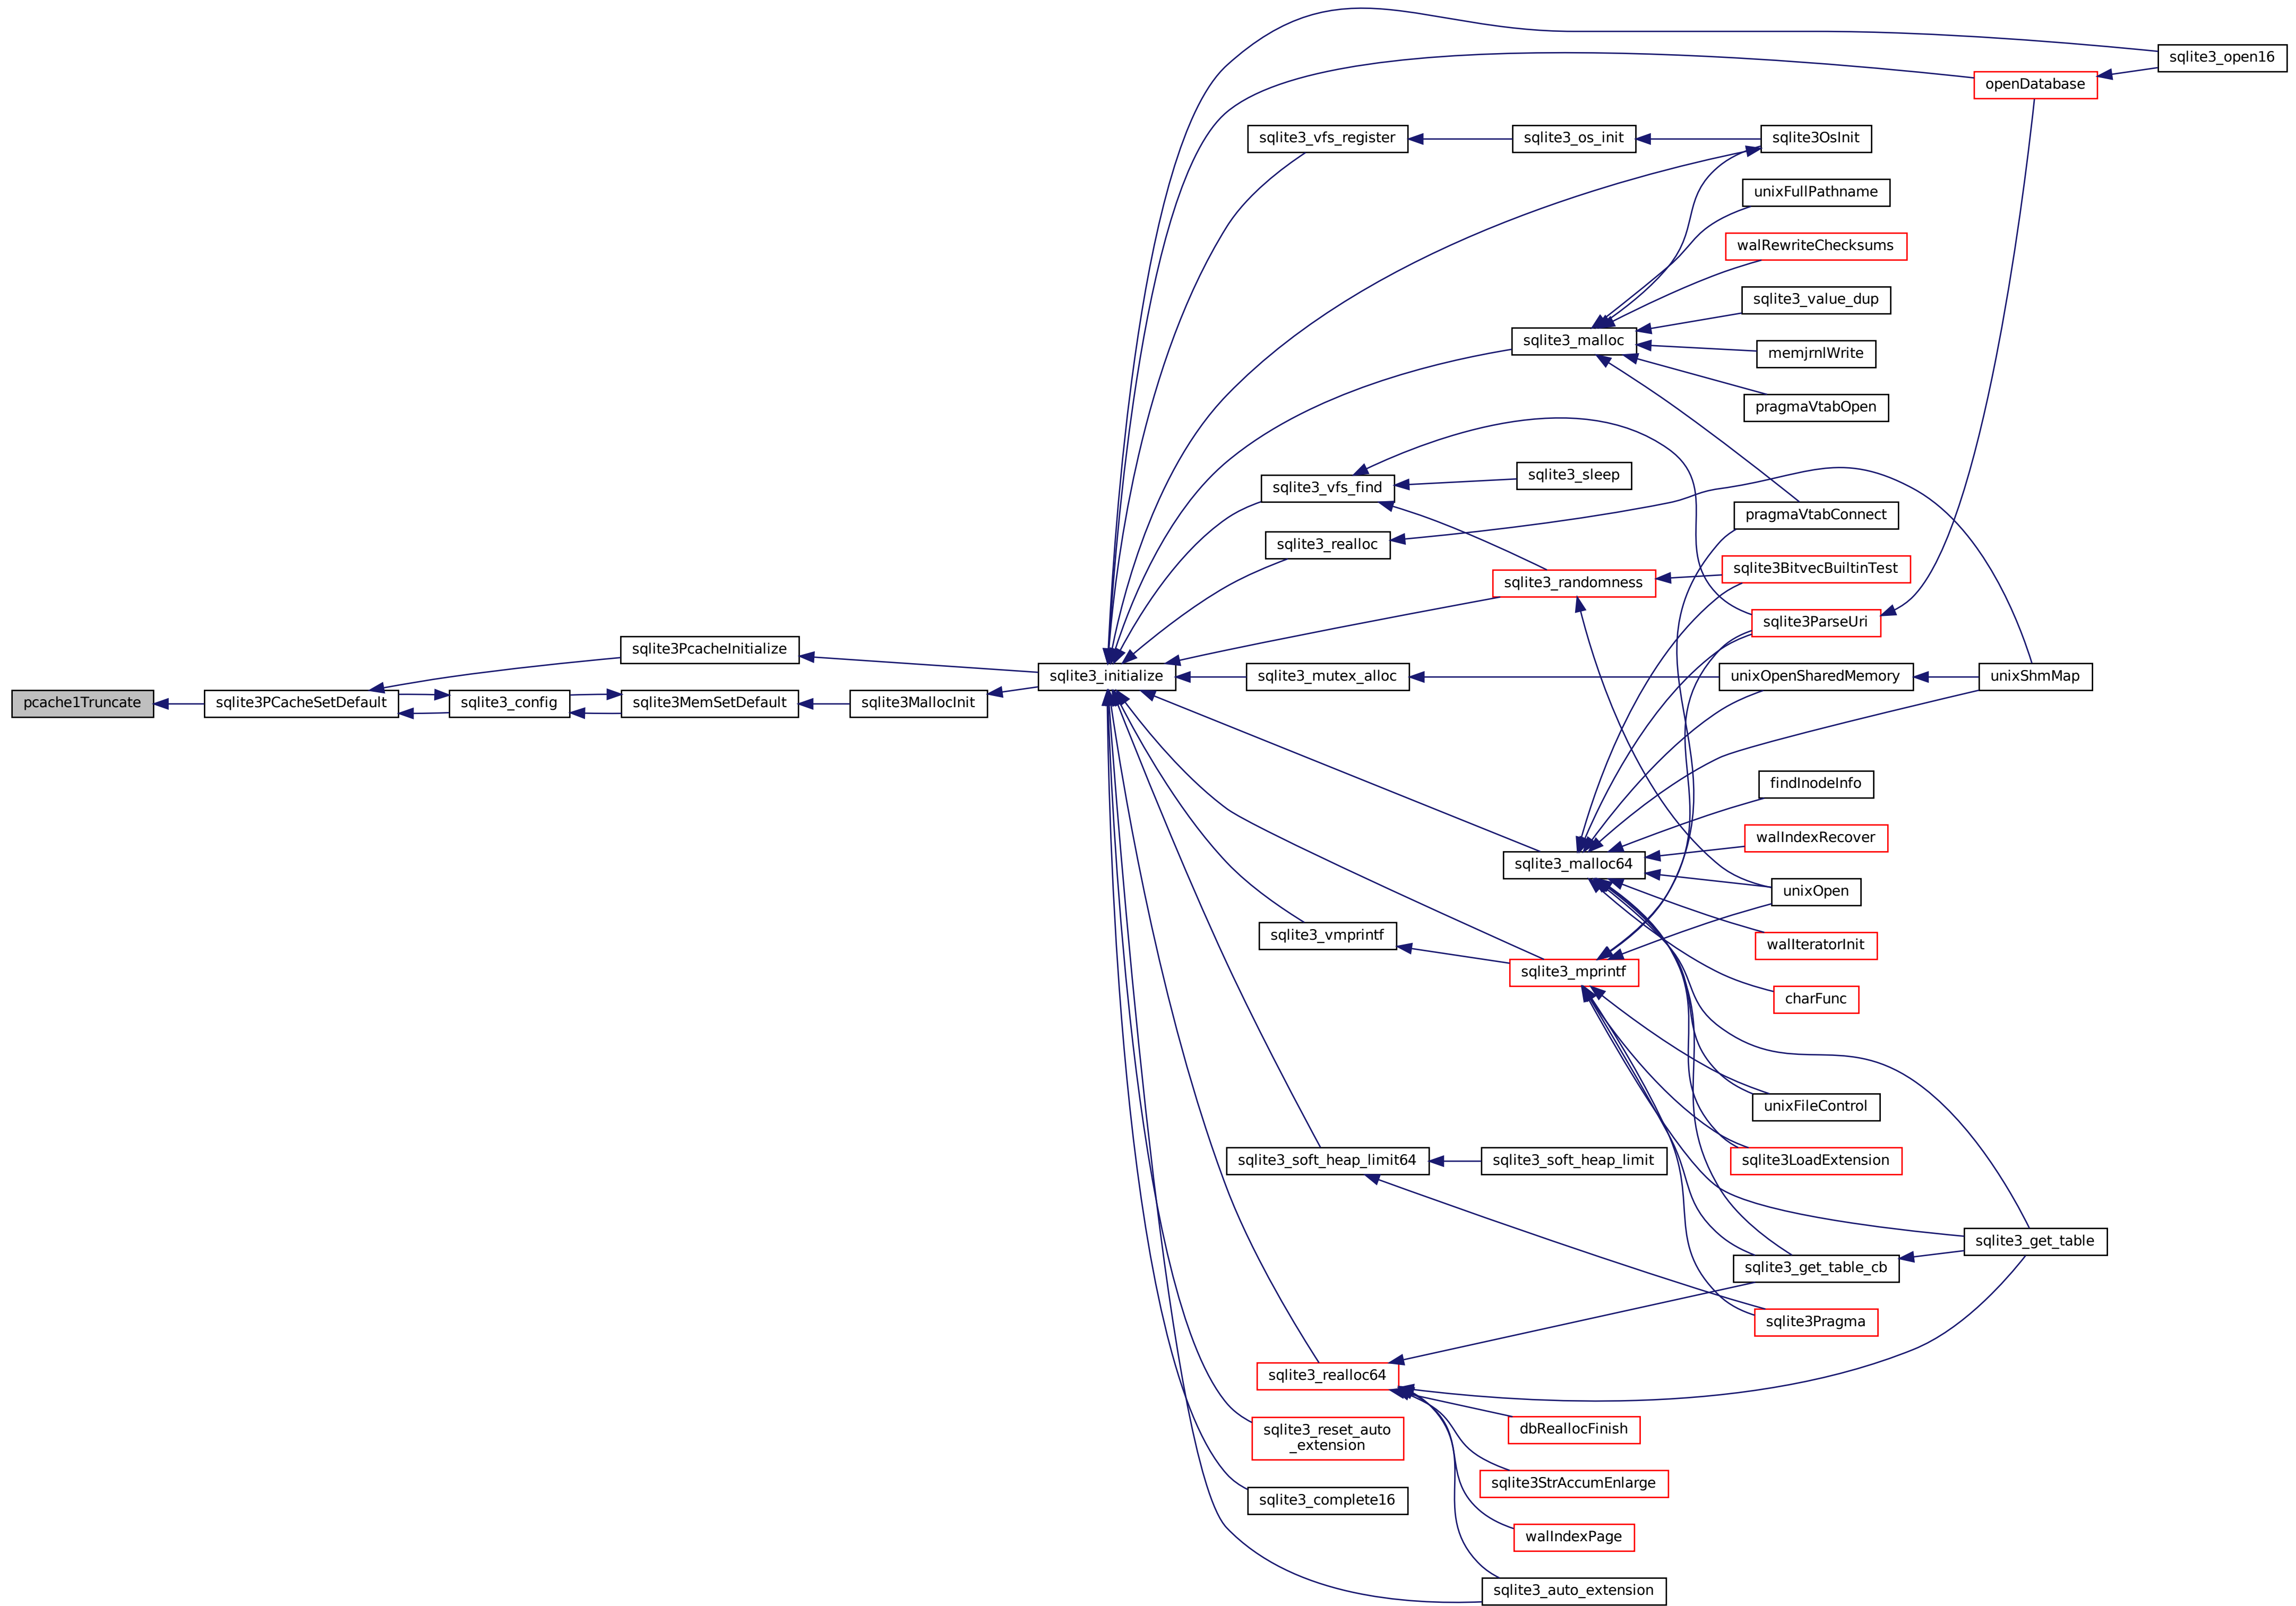 sqlite3_open16
openDatabase
sqlite3_vfs_register
sqlite3_os_init
sqlite3OsInit
unixFullPathname
walRewriteChecksums
sqlite3_value_dup
sqlite3_malloc
memjrnlWrite
pragmaVtabOpen
sqlite3_sleep
sqlite3_vfs_find
pragmaVtabConnect
sqlite3_realloc
sqlite3BitvecBuiltinTest
sqlite3_randomness
sqlite3ParseUri
sqlite3PcacheInitialize
sqlite3_initialize
sqlite3_mutex_alloc
unixOpenSharedMemory
unixShmMap
pcache1Truncate
sqlite3PCacheSetDefault
sqlite3_config
sqlite3MemSetDefault
sqlite3MallocInit
findInodeInfo
walIndexRecover
sqlite3_malloc64
unixOpen
sqlite3_vmprintf
walIteratorInit
sqlite3_mprintf
charFunc
unixFileControl
sqlite3_soft_heap_limit64
sqlite3_soft_heap_limit
sqlite3LoadExtension
sqlite3_get_table
sqlite3_get_table_cb
sqlite3Pragma
sqlite3_realloc64
dbReallocFinish
sqlite3_reset_auto
_extension
sqlite3StrAccumEnlarge
sqlite3_complete16
walIndexPage
sqlite3_auto_extension